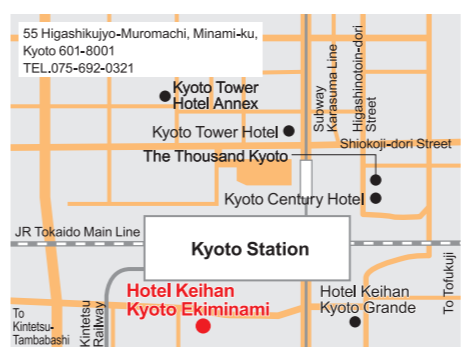 55 Higashikujyo-Muromachi, Minami-ku,
Kyoto 601-8001
TEL.075-692-0321
Kyoto Tower
Hotel Annex
Kyoto Tower Hotel
Subway
Karasuma Line
Higashinotoin-dori
Street
Shiokoji-dori Street
The Thousand Kyoto
Kyoto Century Hotel
JR Tokaido Main Line
Kyoto Station
Hotel Keihan
Kyoto Ekiminami
Hotel Keihan
Kyoto Grande
To
Kintetsu-
Tambabashi
Kintetsu
Railway
To Tofukuji